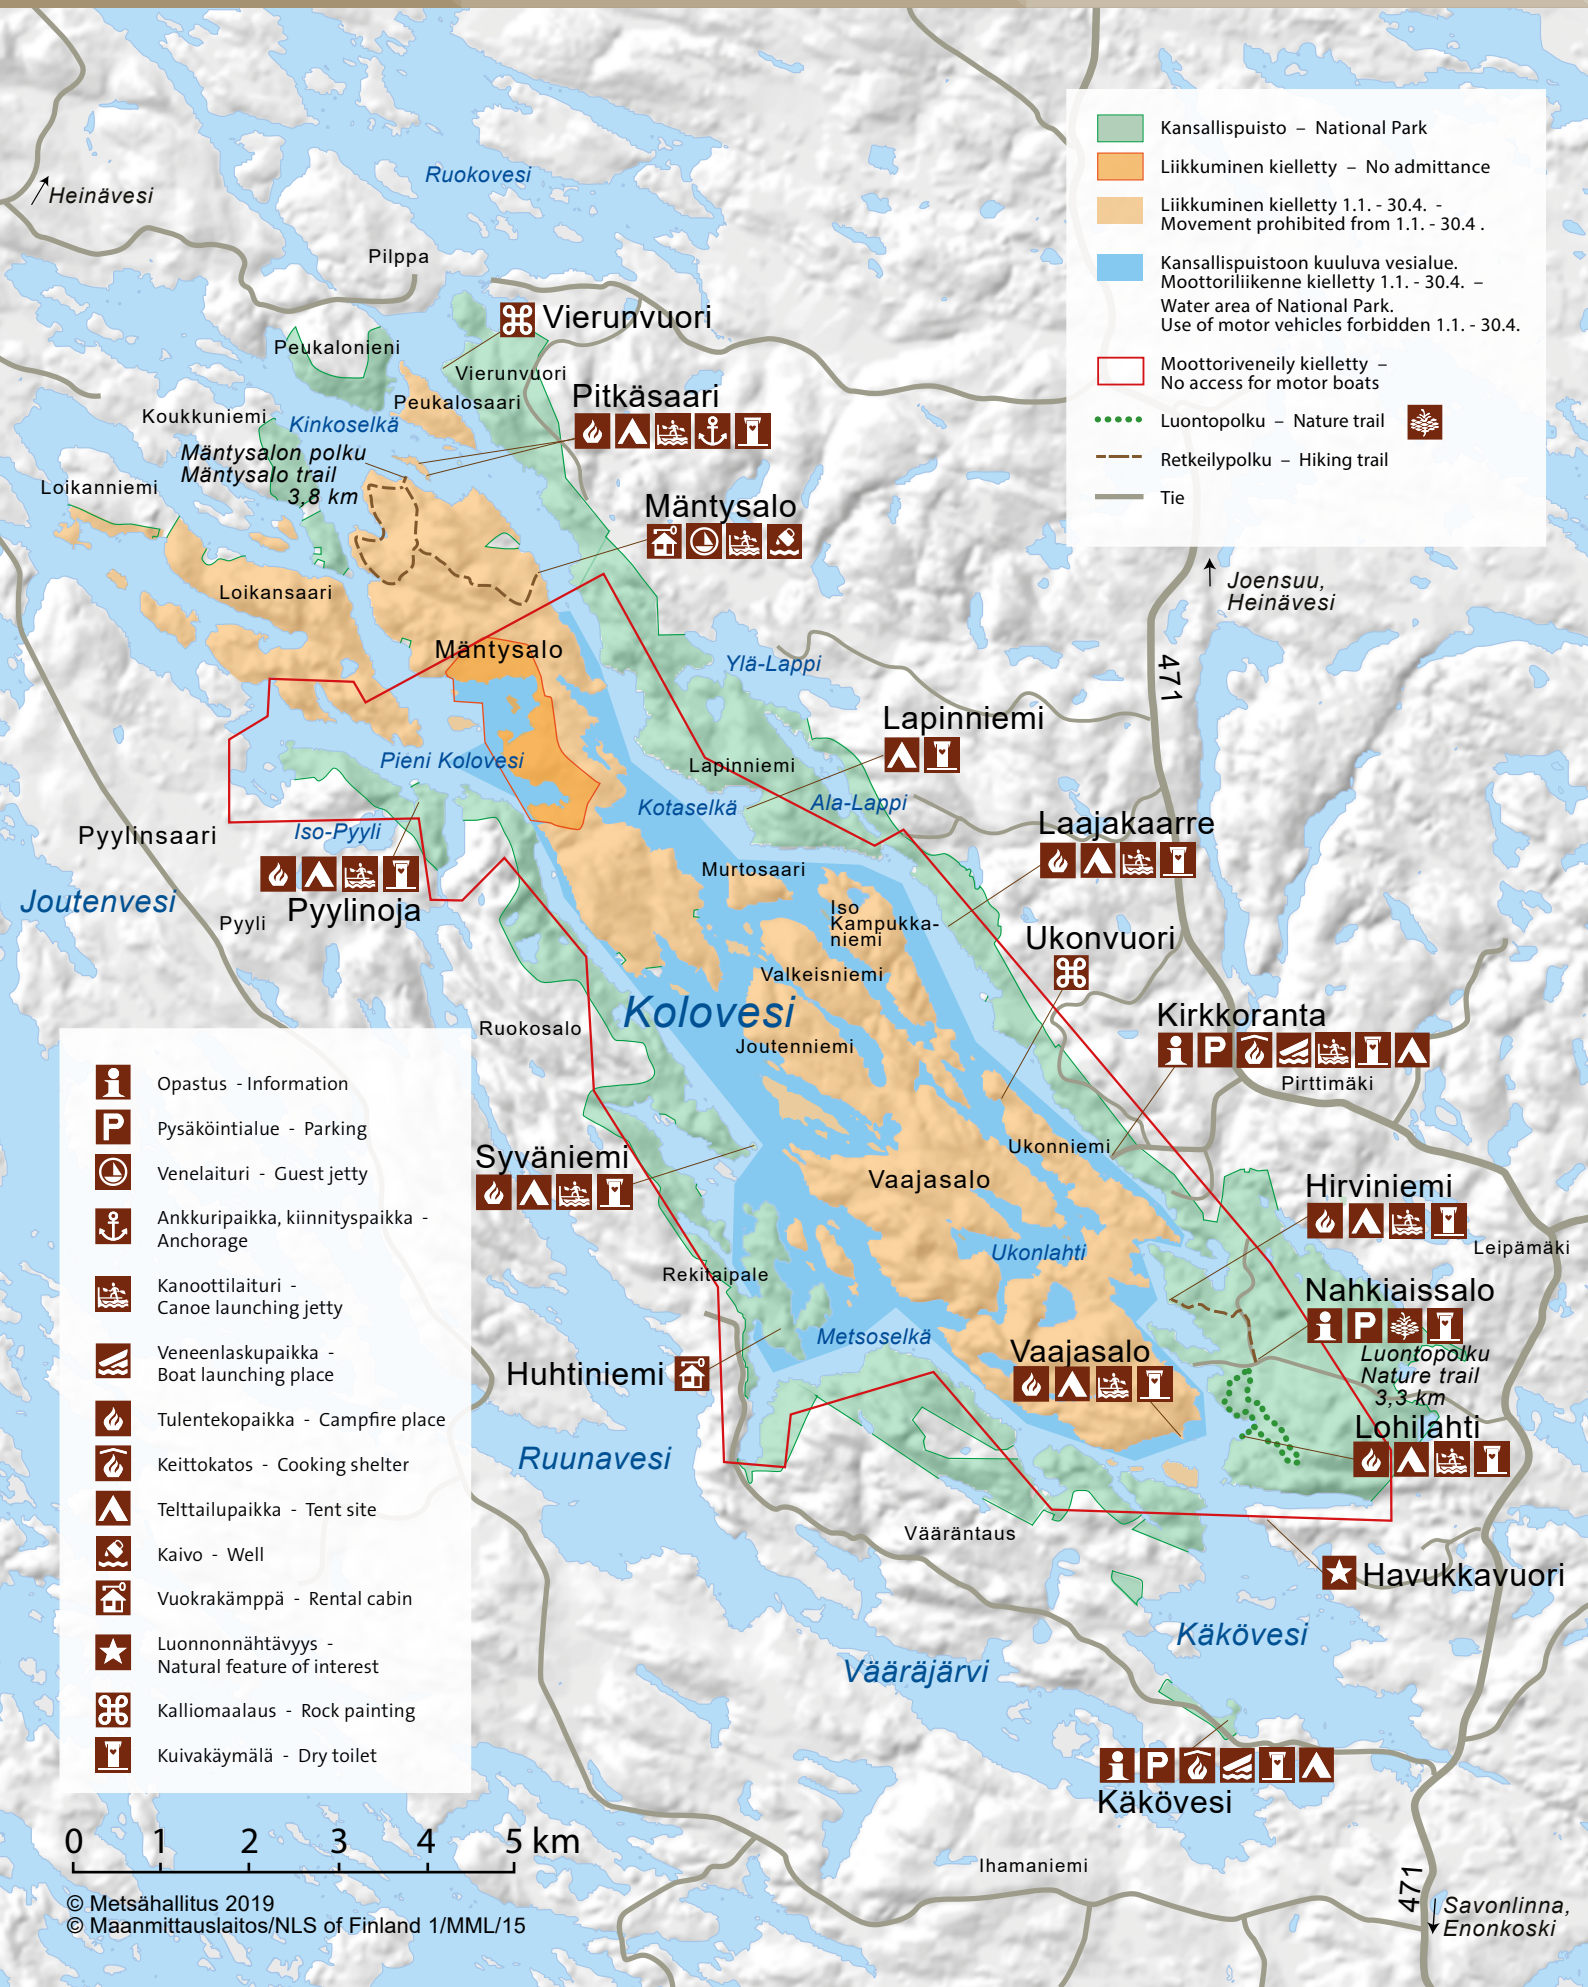 Kansallispuisto – National Park
Liikkuminen kielletty – No admittance
Liikkuminen kielletty 1.1. - 30.4. -
Movement prohibited from 1.1. - 30.4 .
Kansallispuistoon kuuluva vesialue.
Moottoriliikenne kielletty 1.1. - 30.4. –
Water area of National Park.
Use of motor vehicles forbidden 1.1. - 30.4.
Moottoriveneily kielletty –
No access for motor boats
Luontopolku – Nature trail
Retkeilypolku – Hiking trail
Tie
Ruokovesi
Heinävesi
Pilppa
Vierunvuori
Peukalonieni
Vierunvuori
Pitkäsaari
Peukalosaari
Koukkuniemi
Kinkoselkä
Mäntysalon polku
Mäntysalo trail
3,8 km
Loikanniemi
Mäntysalo
Joensuu,
Heinävesi
Loikansaari
Mäntysalo
Ylä-Lappi
471
Lapinniemi
Pieni Kolovesi
Lapinniemi
Kotaselkä
Ala-Lappi
Pyylinsaari
Iso-Pyyli
Laajakaarre
Murtosaari
Joutenvesi
Pyyli
Pyylinoja
Iso
Kampukka-
niemi
Ukonvuori
Valkeisniemi
Kolovesi
Ruokosalo
Joutenniemi
Kirkkoranta
P
Pirttimäki
Ukonniemi
Syväniemi
Vaajasalo
Hirviniemi
Leipämäki
Ukonlahti
Rekitaipale
Nahkiaissalo
P
Metsoselkä
Luontopolku
Nature trail
3,3 km
Vaajasalo
Huhtiniemi
Lohilahti
Ruunavesi
Vääräntaus
Havukkavuori
Käkövesi
Vääräjärvi
P
Käkövesi
Ihamaniemi
471
Savonlinna,
Enonkoski
Opastus - Information
P Pysäköintialue - Parking
Venelaituri - Guest jetty
Ankkuripaikka, kiinnityspaikka -
Anchorage
Kanoottilaituri -
Canoe launching jetty
Veneenlaskupaikka -
Boat launching place
Tulentekopaikka - Campfire place
Keittokatos - Cooking shelter
Telttailupaikka - Tent site
Kaivo - Well
Vuokrakämppä - Rental cabin
Luonnonnähtävyys -
Natural feature of interest
Kalliomaalaus - Rock painting
Kuivakäymälä - Dry toilet
0 1 2 3 4 5 km
© Metsähallitus 2019
© Maanmittauslaitos/NLS of Finland 1/MML/15